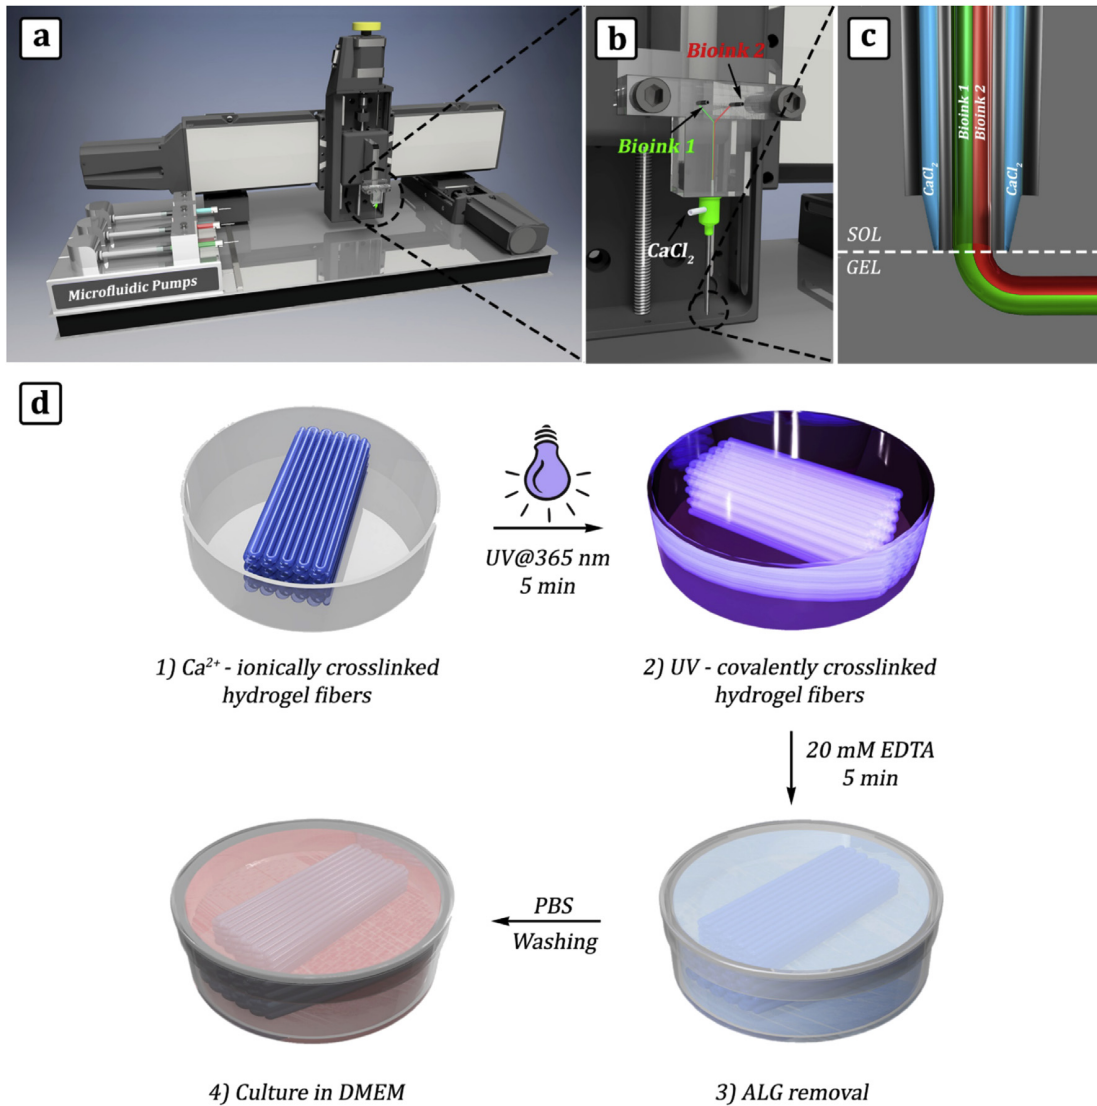 a
Microfluidic Pumps
b
Bioink 2
Bioink 1
CaCl₂
c
CaCl₂
Bioink 1
Bioink 2
CaCl₂
SOL
GEL
d
UV@365 nm
5 min
1) Ca²⁺ - ionically crosslinked
hydrogel fibers
2) UV - covalently crosslinked
hydrogel fibers
20 mM EDTA
5 min
PBS
Washing
4) Culture in DMEM
3) ALG removal